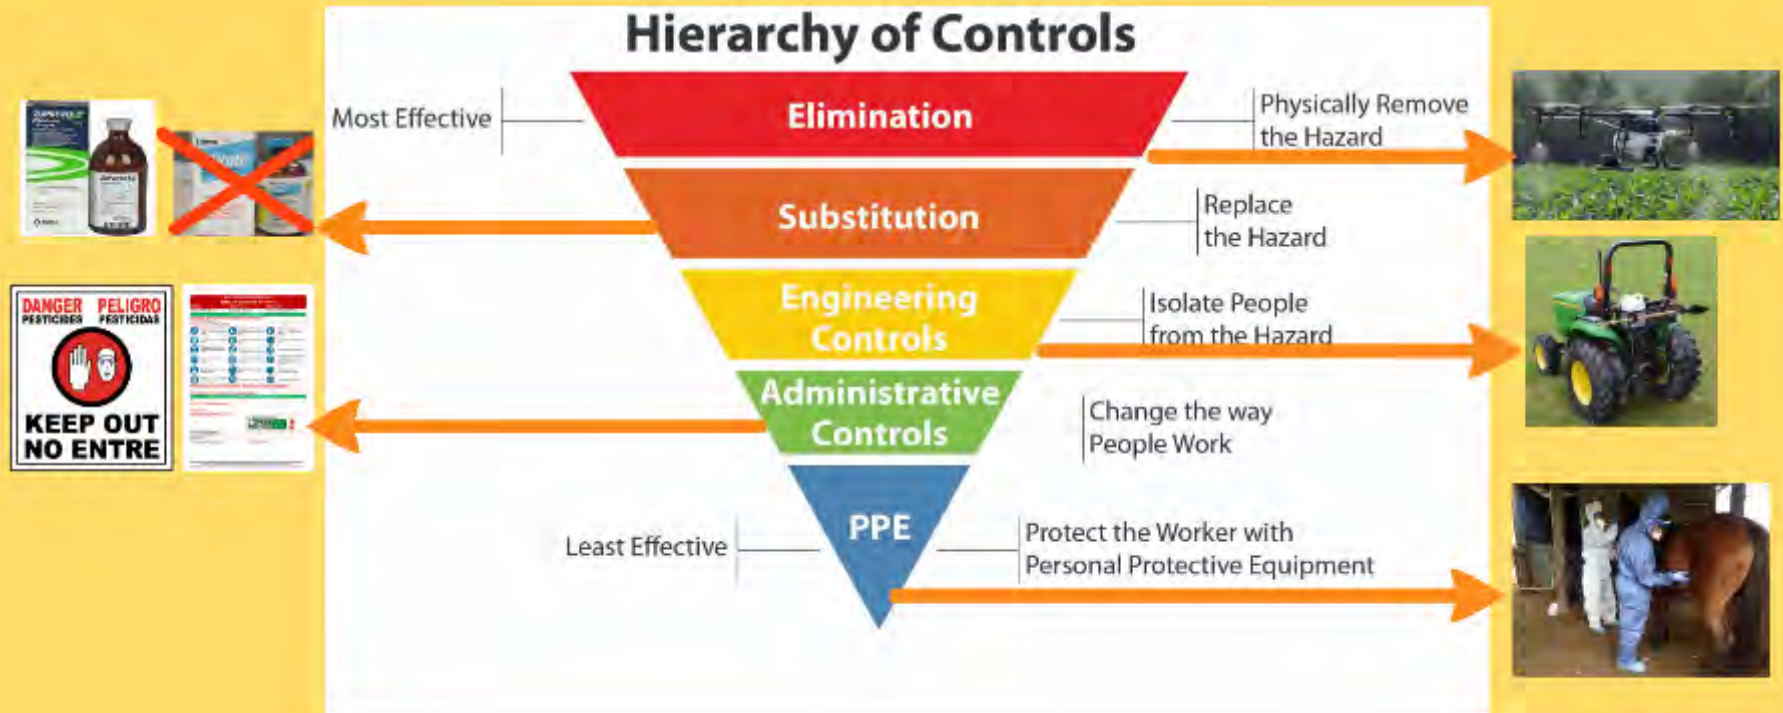 Hierarchy of Controls
Most Effective
Elimination
Physically Remove
the Hazard
Substitution
Replace
the Hazard
Engineering
Controls
Isolate People
from the Hazard
DANGER PELIGRO
PESTICIDES PESTICIDAS
KEEP OUT
NO ENTRE
Administrative
Controls
Change the way
People Work
Least Effective
PPE
Protect the Worker with
Personal Protective Equipment